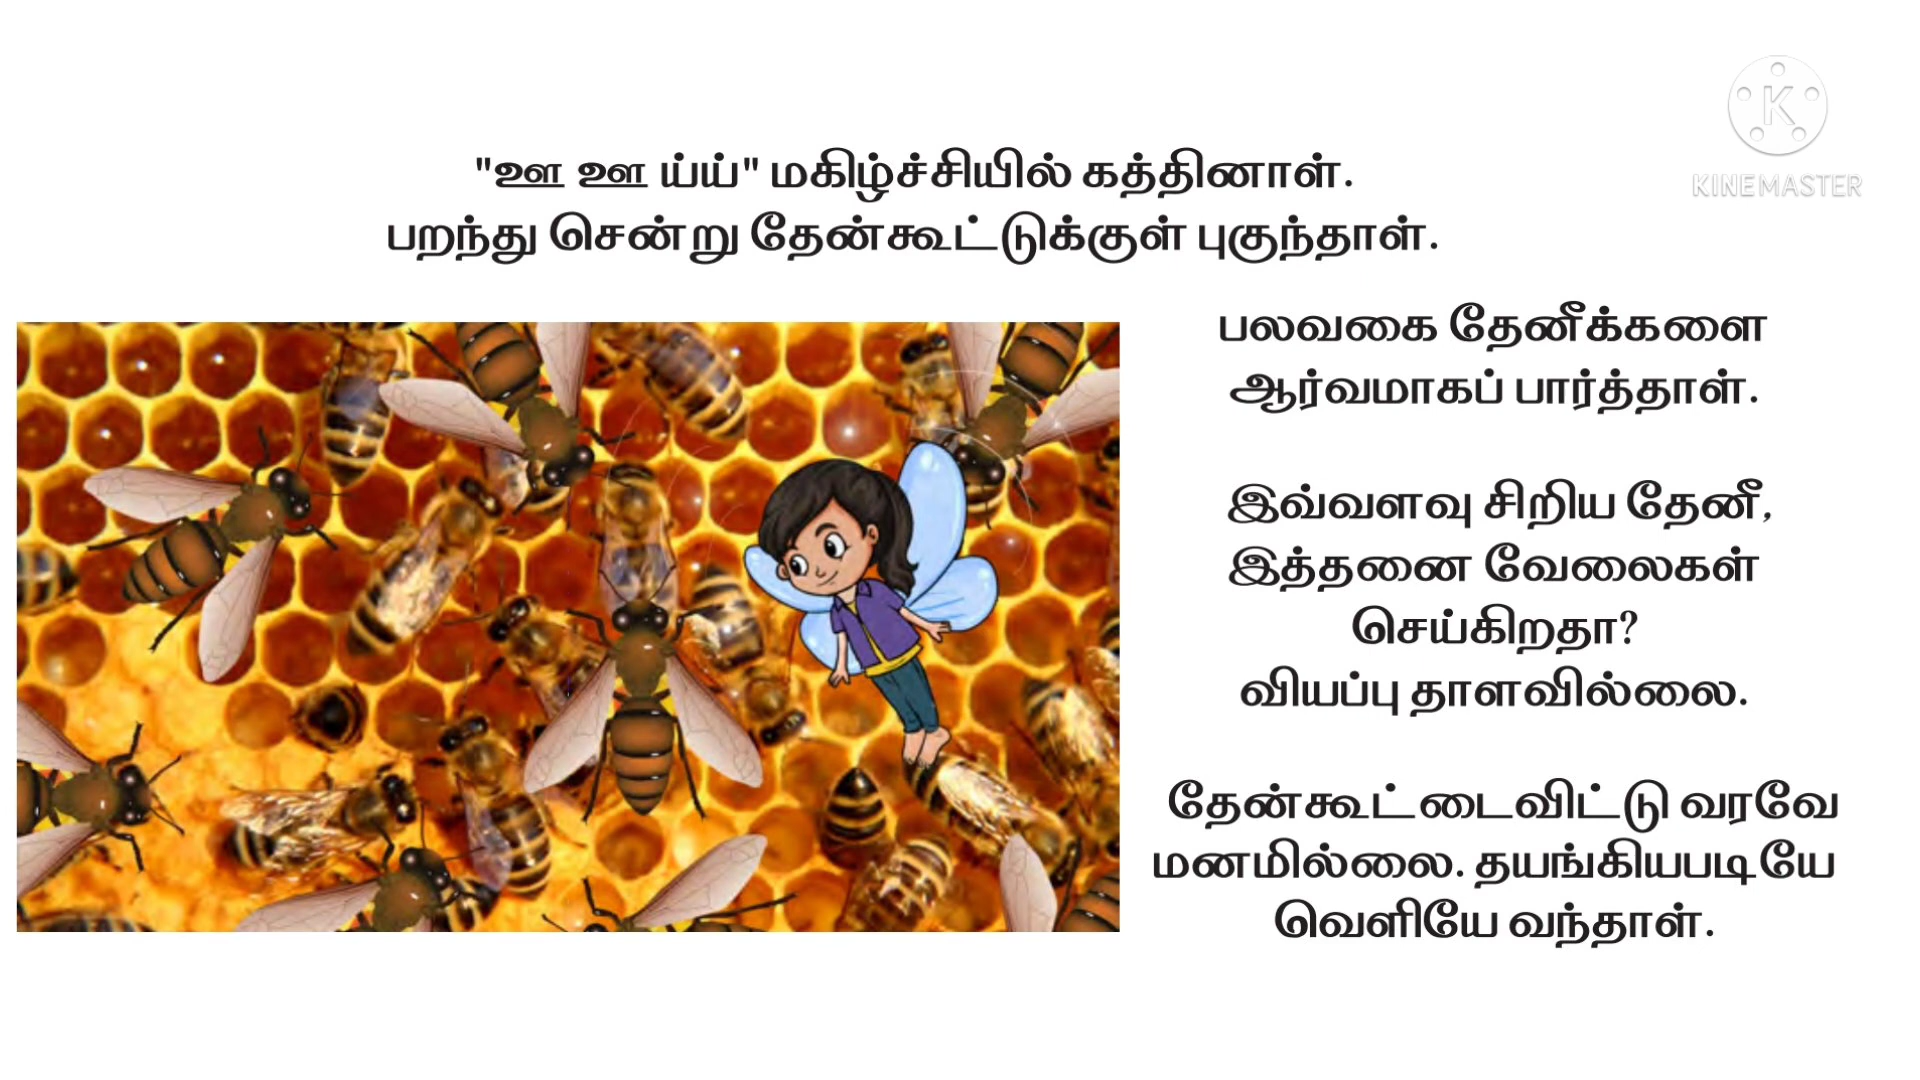 "ஊ ஊ ய்ய்" மகிழ்ச்சியில் கத்தினாள்.
பறந்து சென்று தேன்கூட்டுக்குள் புகுந்தாள்.
பலவகை தேனீக்களை
ஆர்வமாகப் பார்த்தாள்.
இவ்வளவு சிறிய தேனீ,
இத்தனை வேலைகள்
செய்கிறதா?
வியப்பு தாளவில்லை.
தேன்கூட்டைவிட்டு வரவே
மனமில்லை. தயங்கியபடியே
வெளியே வந்தாள்.
K
KINEMASTER